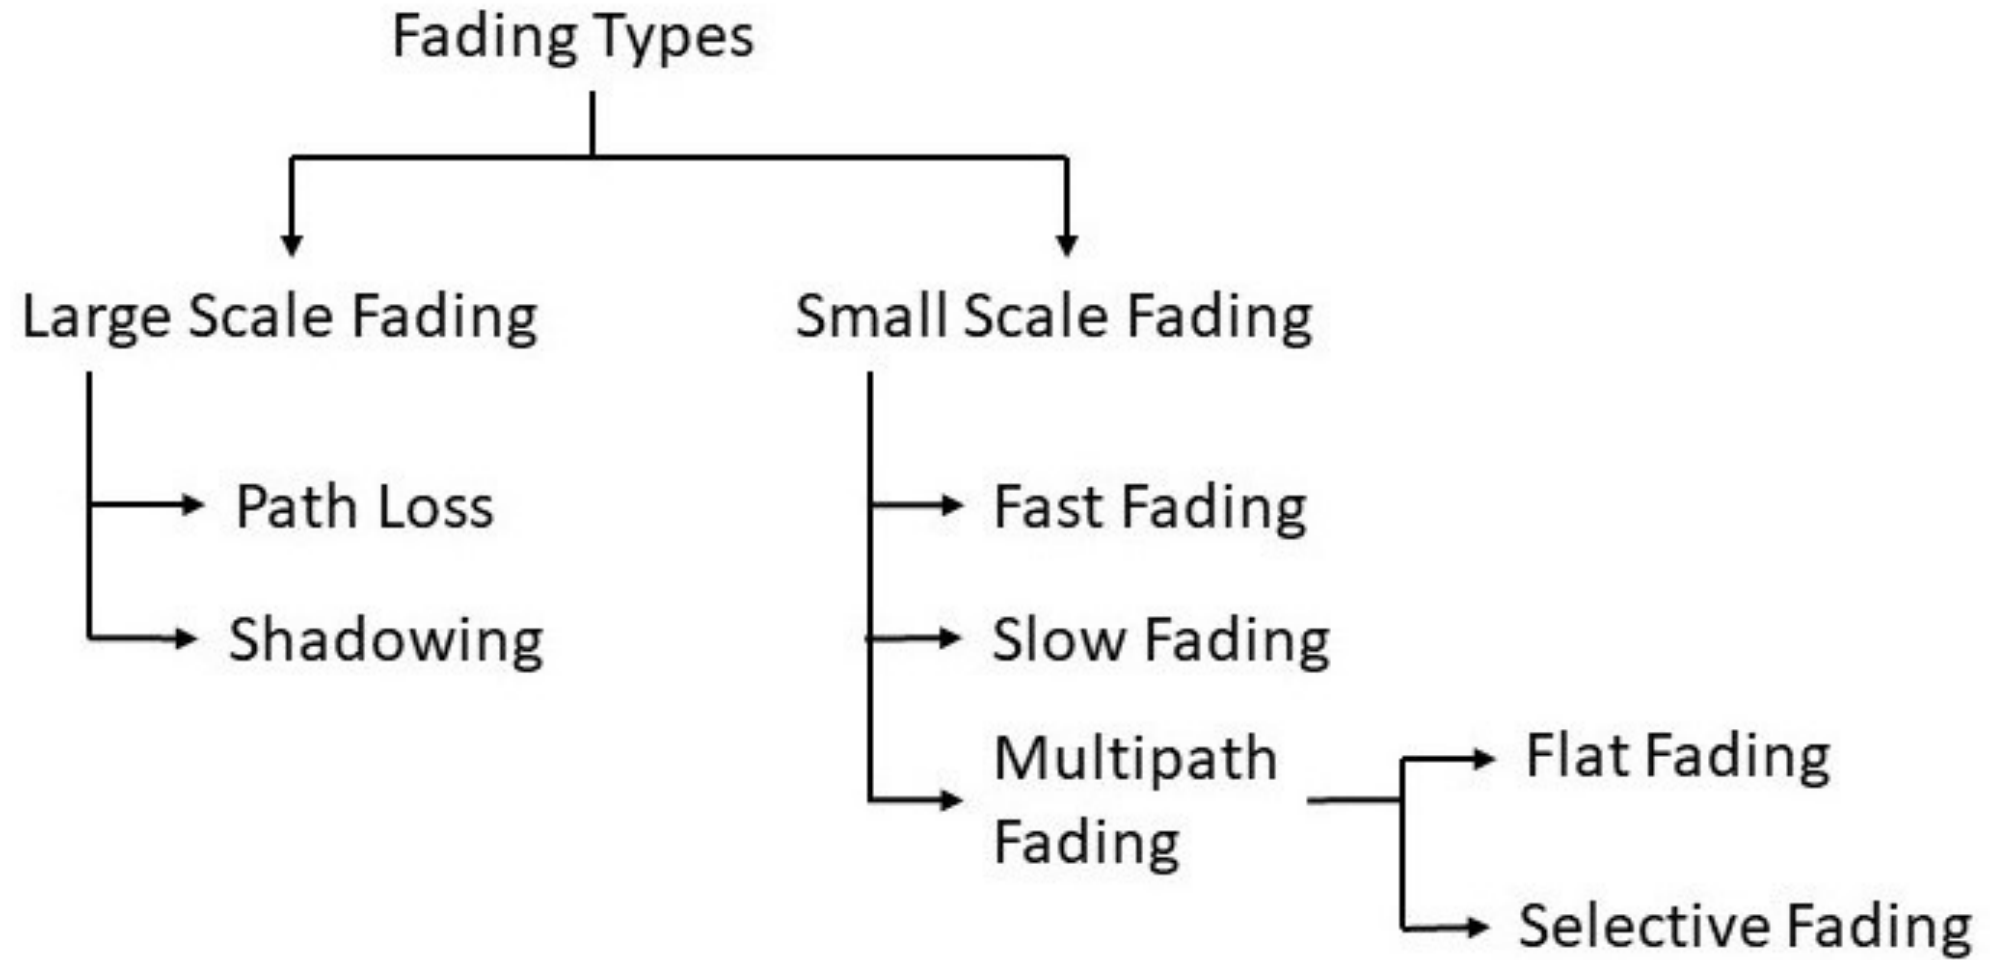 Fading Types
Large Scale Fading
Small Scale Fading
Path Loss
Shadowing
Fast Fading
Slow Fading
Multipath
Fading
Flat Fading
Selective Fading